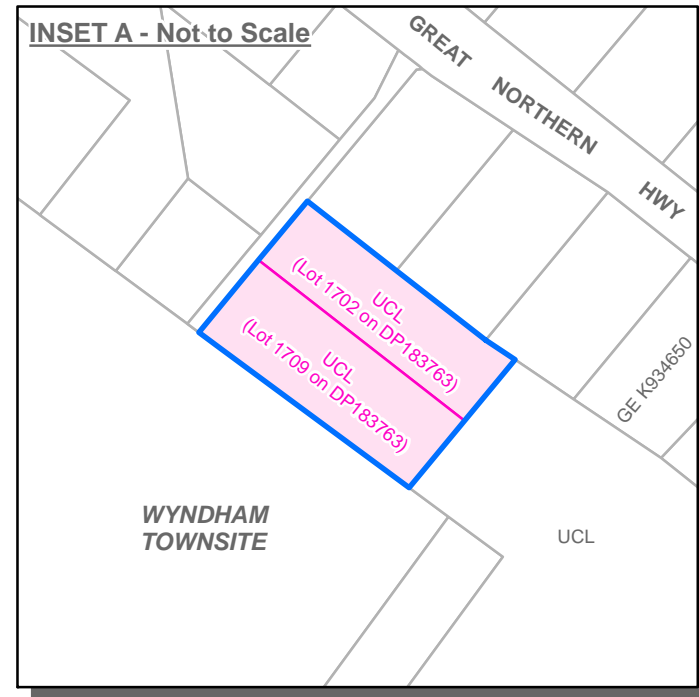 INSET A - Not to Scale
GREAT NORTHERN HWY
UCL
(Lot 1702 on DP183763)
UCL
(Lot 1709 on DP183763)
GE K934650
WYNDHAM
TOWNSITE
UCL